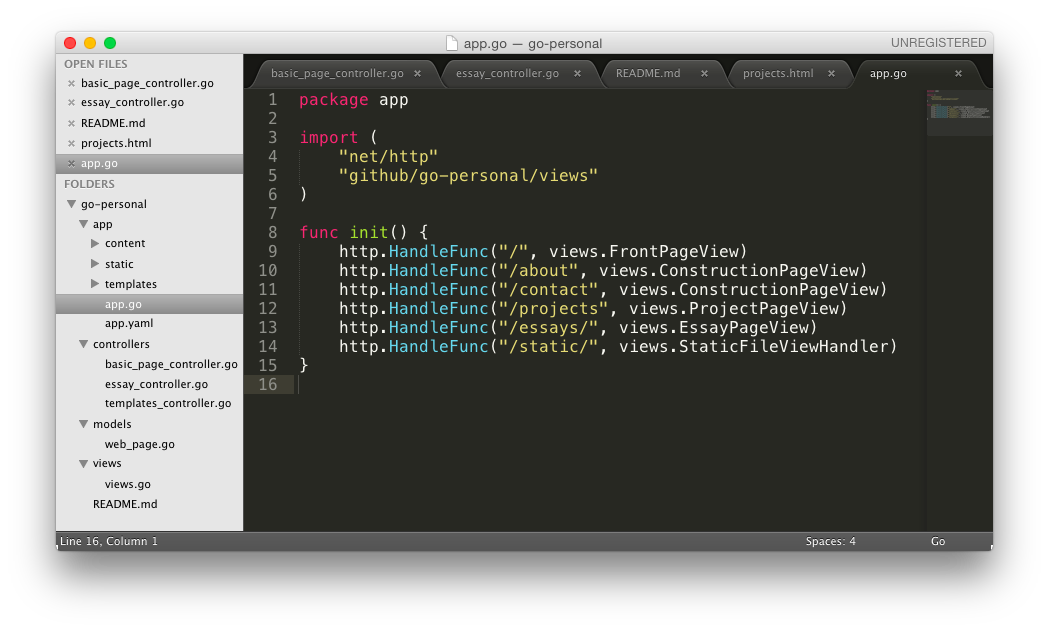 app.go — go-personal
UNREGISTERED
OPEN FILES
basic_page_controller.go
essay_controller.go
README.md
projects.html
app.go
FOLDERS
go-personal
app
content
static
templates
app.go
app.yaml
controllers
basic_page_controller.go
essay_controller.go
templates_controller.go
models
web_page.go
views
views.go
README.md
basic_page_controller.go essay_controller.go README.md projects.html app.go
1 package app
2
3 import (
4     "net/http"
5     "github/go-personal/views"
6 )
7
8 func init() {
9     http.HandleFunc("/", views.FrontPageView)
10     http.HandleFunc("/about", views.ConstructionPageView)
11     http.HandleFunc("/contact", views.ConstructionPageView)
12     http.HandleFunc("/projects", views.ProjectPageView)
13     http.HandleFunc("/essays/", views.EssayPageView)
14     http.HandleFunc("/static/", views.StaticFileViewHandler)
15 }
16
Line 16, Column 1 Spaces: 4 Go